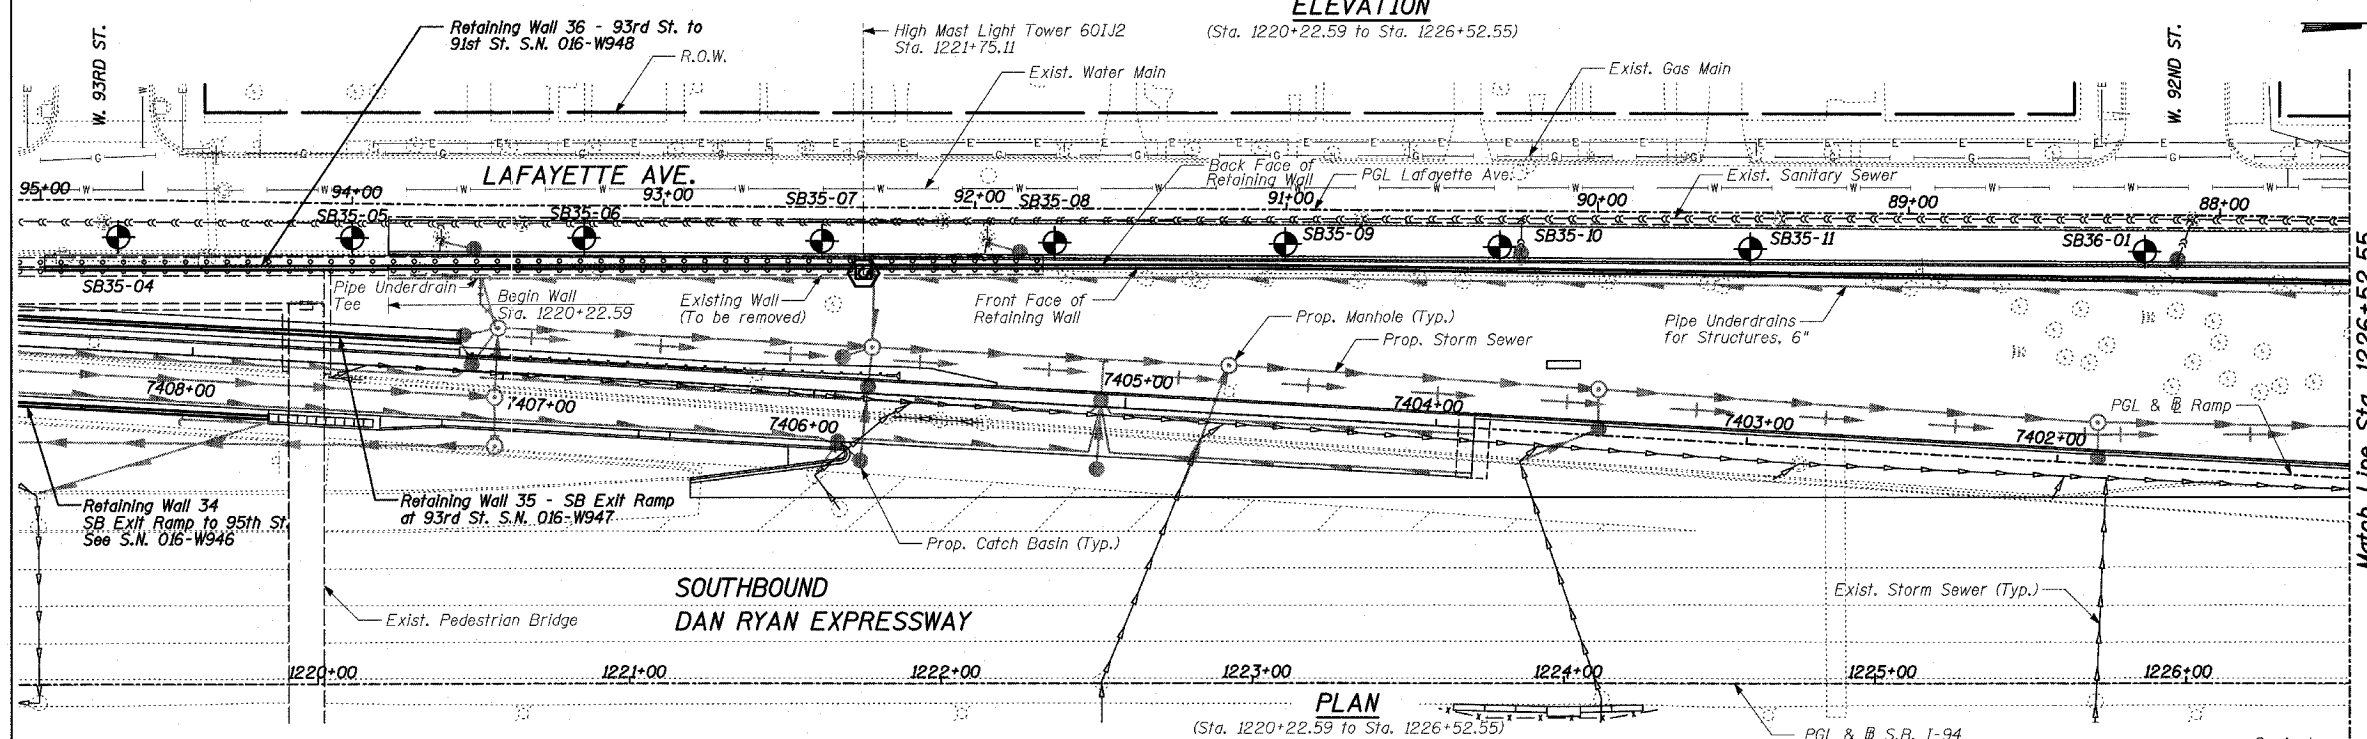 ELEVATION
(Sta. 1220+22.59 to Sta. 1226+52.55)
W. 93RD ST.
Retaining Wall 36 - 93rd St. to
91st St. S.N. 016-W948
R.O.W.
High Mast Light Tower 601J2
Sta. 1221+75.11
Exist. Water Main
Exist. Gas Main
W. 92ND ST.
LAFAYETTE AVE.
Back Face of
Retaining Wall
PGL Lafayette Ave.
Exist. Sanitary Sewer
95+00
94+00
93+00
92+00
91+00
90+00
89+00
88+00
SB35-05
SB35-06
SB35-07
SB35-08
SB35-09
SB35-10
SB35-11
SB36-01
SB35-04
Pipe Underdrain
Tee
Begin Wall
Sta. 1220+22.59
Existing Wall
(To be removed)
Front Face of
Retaining Wall
Prop. Manhole (Typ.)
Prop. Storm Sewer
Pipe Underdrains
for Structures, 6"
7408+00
7407+00
7406+00
7405+00
7404+00
7403+00
7402+00
PGL & B Ramp
Match Line Sta. 1226+52.55
Retaining Wall 34
SB Exit Ramp to 95th St.
See S.N. 016-W946
Retaining Wall 35 - SB Exit Ramp
at 93rd St. S.N. 016-W947
Prop. Catch Basin (Typ.)
SOUTHBOUND
DAN RYAN EXPRESSWAY
Exist. Pedestrian Bridge
Exist. Storm Sewer (Typ.)
1220+00
1221+00
1222+00
1223+00
1224+00
1225+00
1226+00
PLAN
(Sta. 1220+22.59 to Sta. 1226+52.55)
PGL & B S.B. I-94